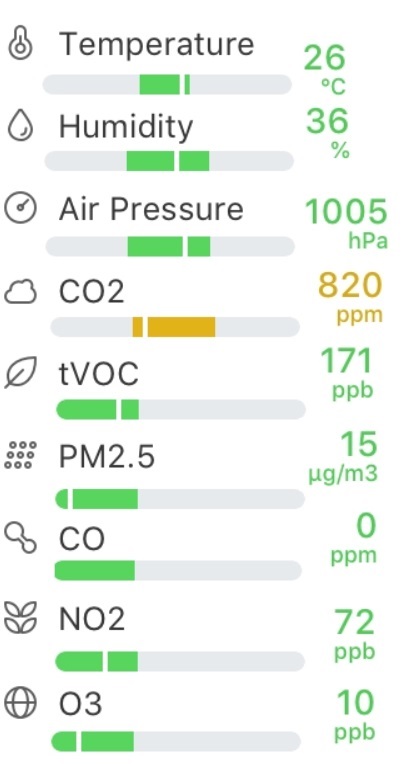 Temperature
26
°C
Humidity
36
%
Air Pressure
1005
hPa
CO2
820
ppm
tVOC
171
ppb
PM2.5
15
µg/m3
CO
0
ppm
NO2
72
ppb
O3
10
ppb